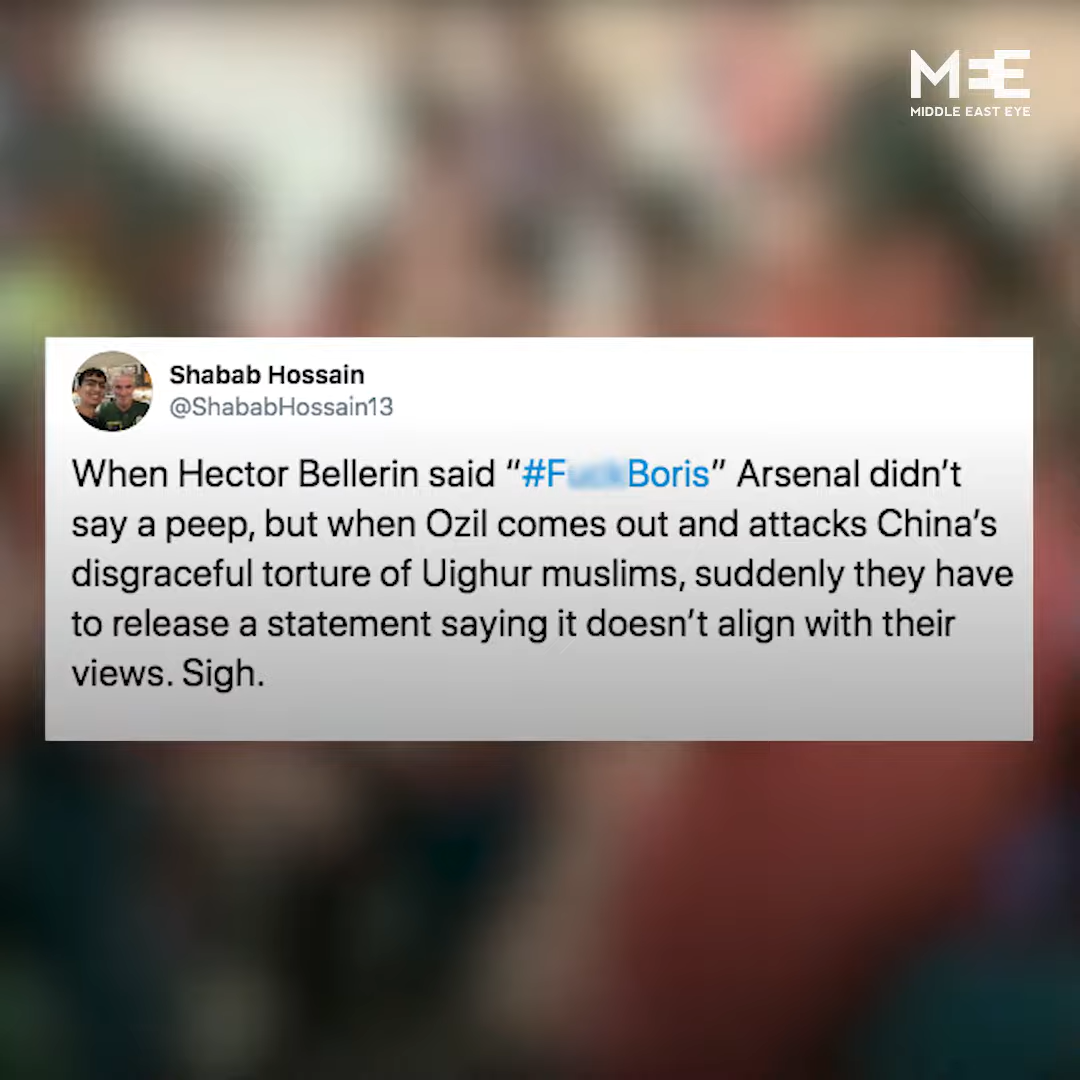 MEE
MIDDLE EAST EYE
Shabab Hossain
@ShababHossain13
When Hector Bellerin said “#FuckBoris” Arsenal didn’t
say a peep, but when Ozil comes out and attacks China’s
disgraceful torture of Uighur muslims, suddenly they have
to release a statement saying it doesn’t align with their
views. Sigh.